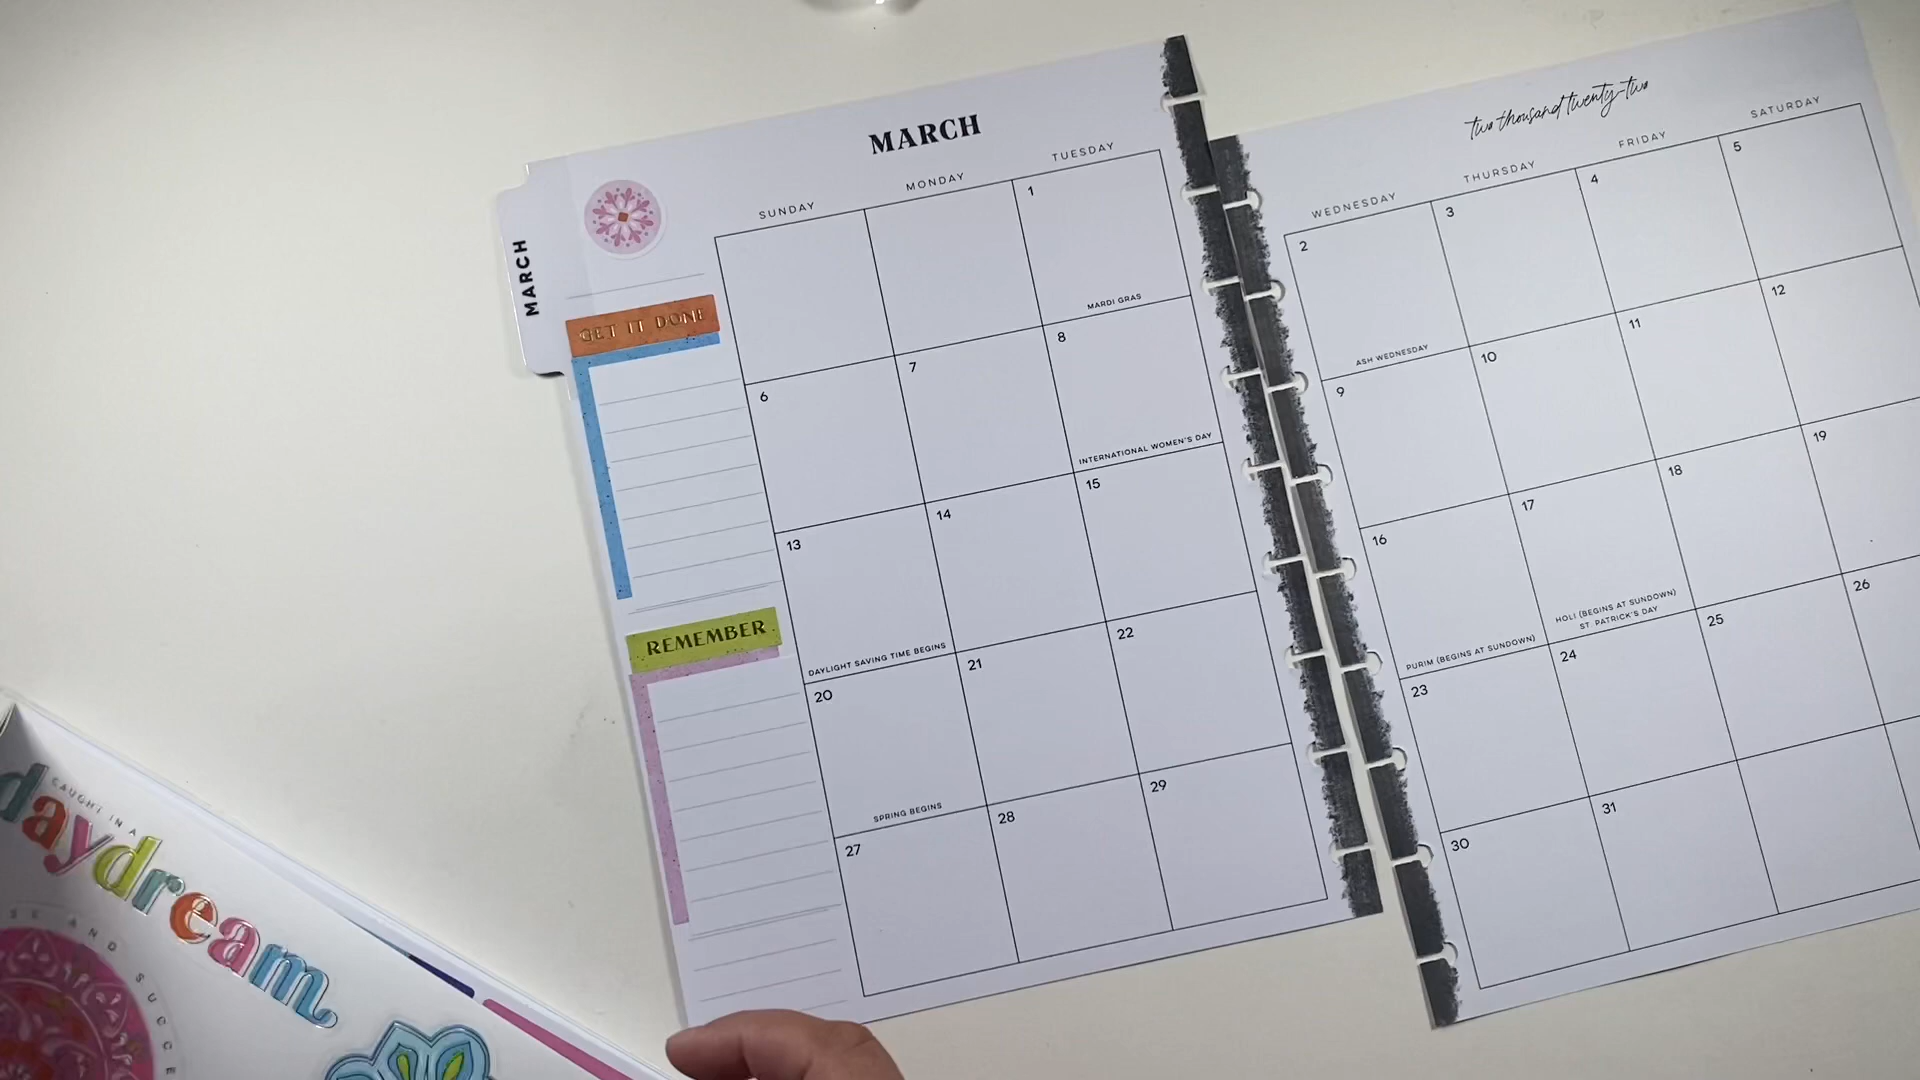 MARCH
two thousand twenty-two
SUNDAY
MONDAY
TUESDAY
WEDNESDAY
THURSDAY
FRIDAY
SATURDAY
MARCH
GET IT DONE
REMEMBER
1
MARDI GRAS
2
ASH WEDNESDAY
3
4
5
6
7
8
INTERNATIONAL WOMEN'S DAY
9
10
11
12
13
DAYLIGHT SAVING TIME BEGINS
14
15
16
PURIM (BEGINS AT SUNDOWN)
17
HOLI (BEGINS AT SUNDOWN)
ST. PATRICK'S DAY
18
19
20
SPRING BEGINS
21
22
23
24
25
26
27
28
29
30
31
CAUGHT IN A
daydream
AND